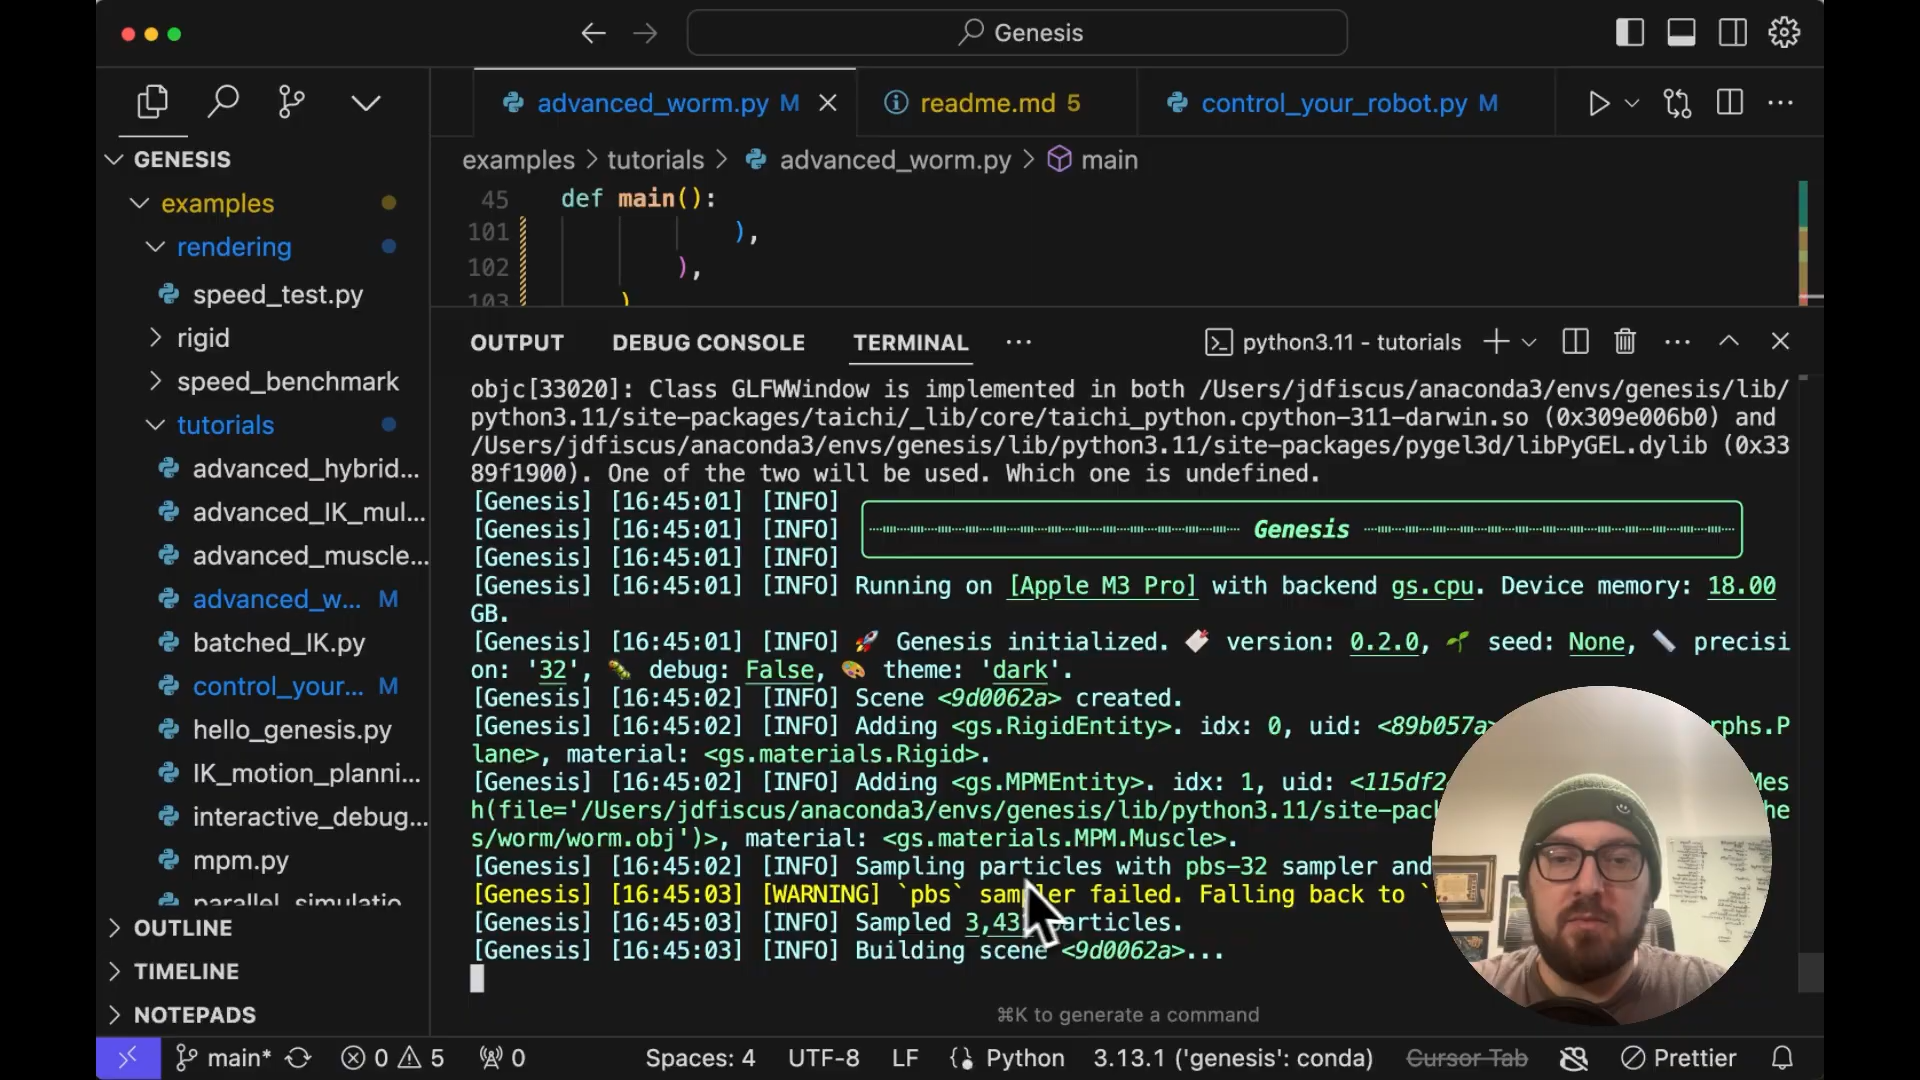 Genesis
advanced_worm.py M
readme.md 5
control_your_robot.py M
GENESIS
examples
rendering
speed_test.py
rigid
speed_benchmark
tutorials
advanced_hybrid...
advanced_IK_mul...
advanced_muscle...
advanced_w... M
batched_IK.py
control_your... M
hello_genesis.py
IK_motion_planni...
interactive_debug...
mpm.py
parallel_simulatio
OUTLINE
TIMELINE
NOTEPADS
examples > tutorials > advanced_worm.py > main
45 def main():
101 ),
102 ),
103 )
OUTPUT DEBUG CONSOLE TERMINAL ... python3.11 - tutorials
objc[33020]: Class GLFWWindow is implemented in both /Users/jdfiscus/anaconda3/envs/genesis/lib/
python3.11/site-packages/taichi/_lib/core/taichi_python.cpython-311-darwin.so (0x309e006b0) and
/Users/jdfiscus/anaconda3/envs/genesis/lib/python3.11/site-packages/pygel3d/libPyGEL.dylib (0x33
89f1900). One of the two will be used. Which one is undefined.
[Genesis] [16:45:01] [INFO]
[Genesis] [16:45:01] [INFO] Genesis
[Genesis] [16:45:01] [INFO]
[Genesis] [16:45:01] [INFO] Running on [Apple M3 Pro] with backend gs.cpu. Device memory: 18.00
GB.
[Genesis] [16:45:01] [INFO] 🚀 Genesis initialized. 🔖 version: 0.2.0, 🌱 seed: None, 📏 precisi
on: '32', 🐛 debug: False, 🎨 theme: 'dark'.
[Genesis] [16:45:02] [INFO] Scene <9d0062a> created.
[Genesis] [16:45:02] [INFO] Adding <gs.RigidEntity>. idx: 0, uid: <89b057a rphs.P
lane>, material: <gs.materials.Rigid>.
[Genesis] [16:45:02] [INFO] Adding <gs.MPMEntity>. idx: 1, uid: <115df2 Mes
h(file='/Users/jdfiscus/anaconda3/envs/genesis/lib/python3.11/site-pac he
s/worm/worm.obj')>, material: <gs.materials.MPM.Muscle>.
[Genesis] [16:45:02] [INFO] Sampling particles with pbs-32 sampler and
[Genesis] [16:45:03] [WARNING] `pbs` sampler failed. Falling back to `
[Genesis] [16:45:03] [INFO] Sampled 3,43 particles.
[Genesis] [16:45:03] [INFO] Building scene <9d0062a>...
⌘K to generate a command
main* 0 5 0 Spaces: 4 UTF-8 LF Python 3.13.1 ('genesis': conda) Cursor Tab Prettier